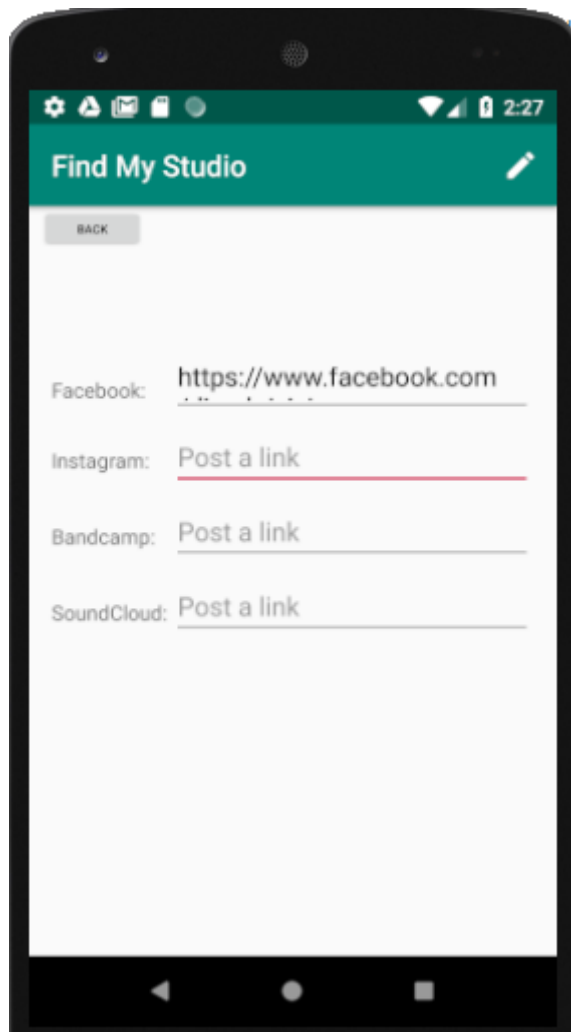 2:27
Find My Studio
BACK
Facebook: https://www.facebook.com
Instagram: Post a link
Bandcamp: Post a link
SoundCloud: Post a link